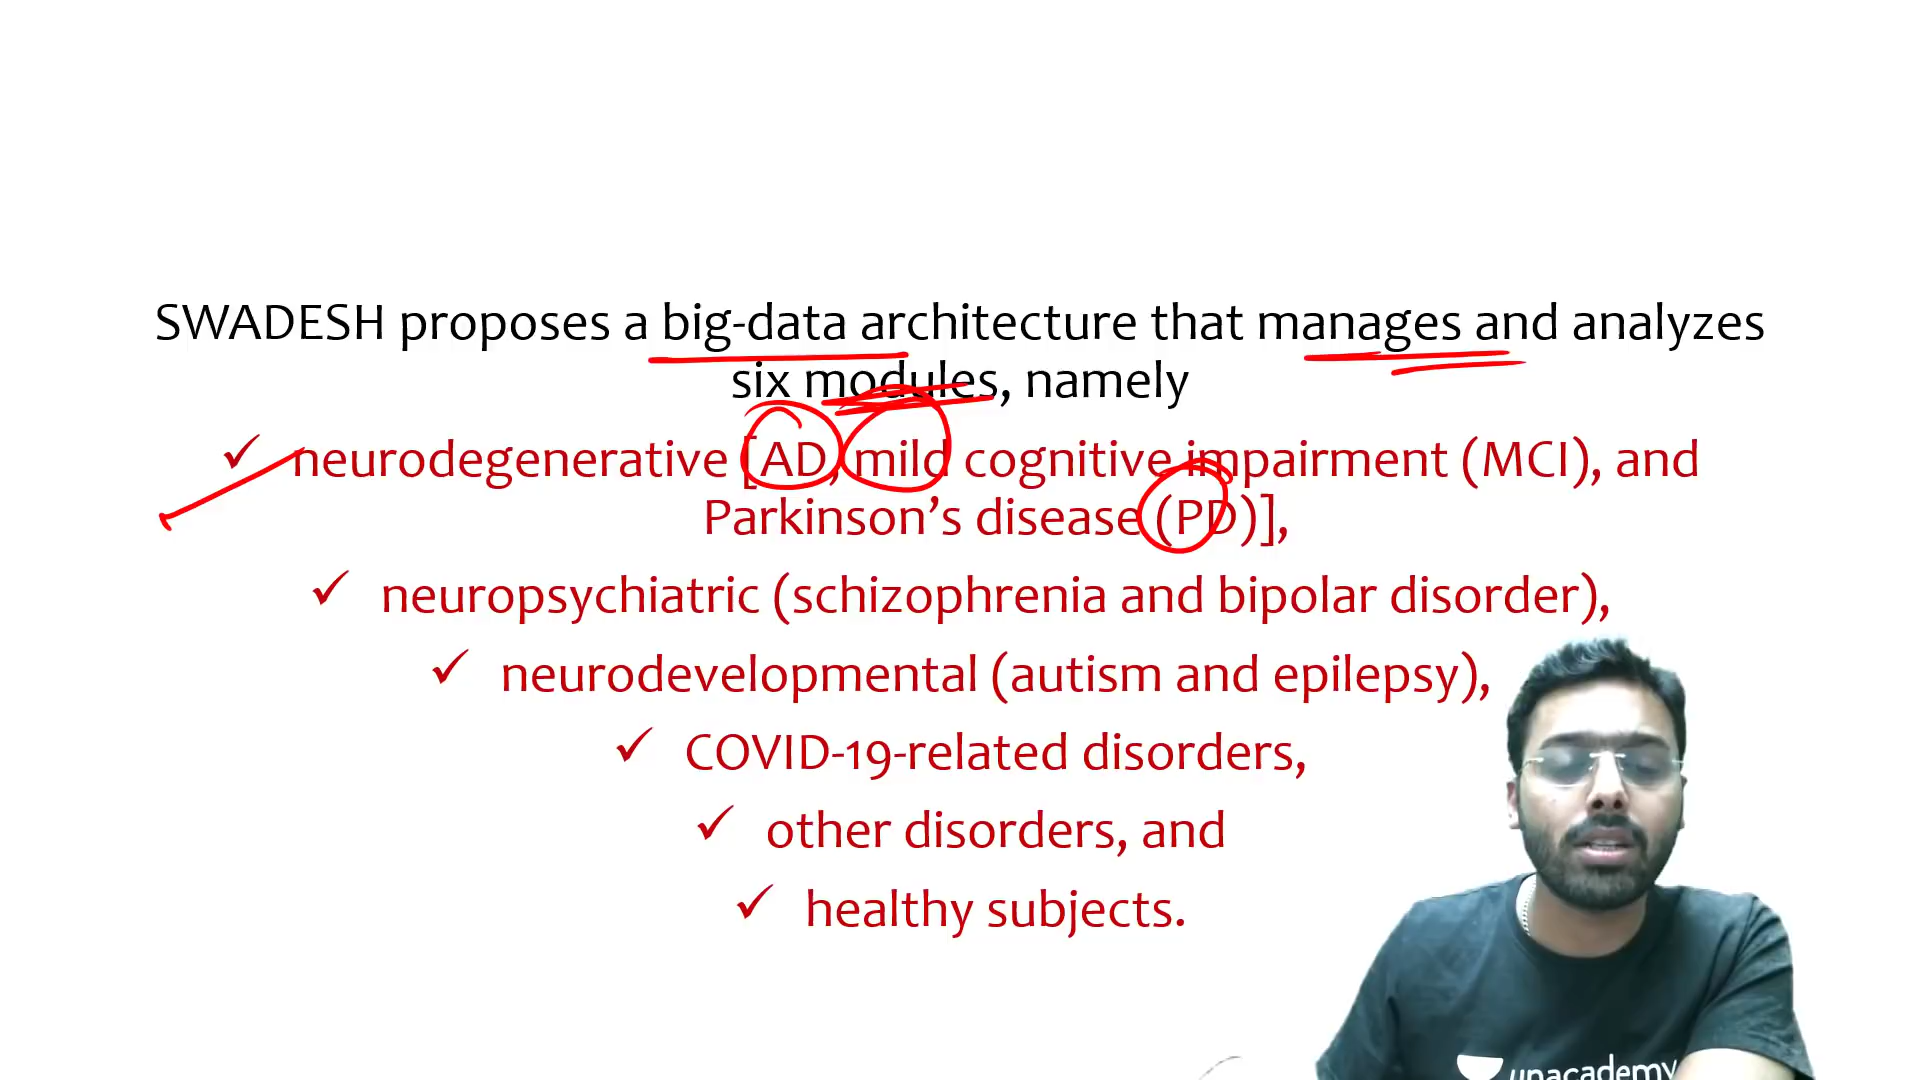 SWADESH proposes a big-data architecture that manages and analyzes
six modules, namely
✓ neurodegenerative [AD, mild cognitive impairment (MCI), and
Parkinson’s disease (PD)],
✓ neuropsychiatric (schizophrenia and bipolar disorder),
✓ neurodevelopmental (autism and epilepsy),
✓ COVID-19-related disorders,
✓ other disorders, and
✓ healthy subjects.
unacademy